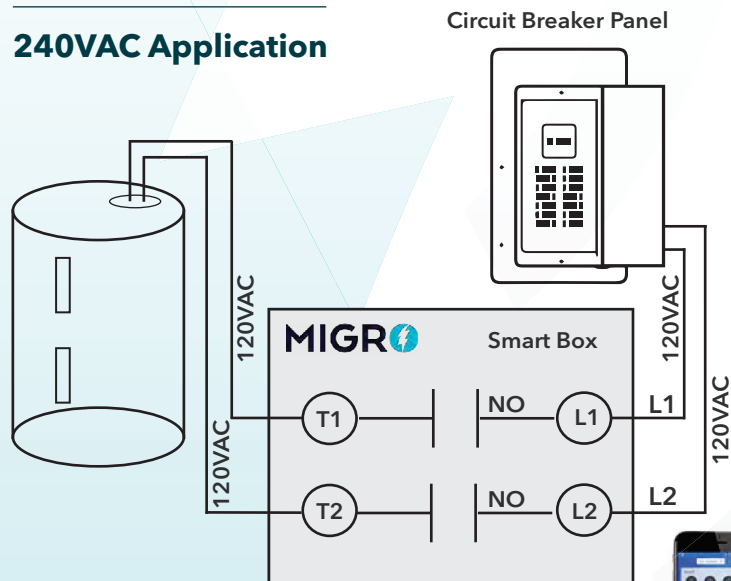 Circuit Breaker Panel
240VAC Application
120VAC
120VAC
120VAC
120VAC
MIGRO
Smart Box
T1
NO
L1
L1
T2
NO
L2
L2